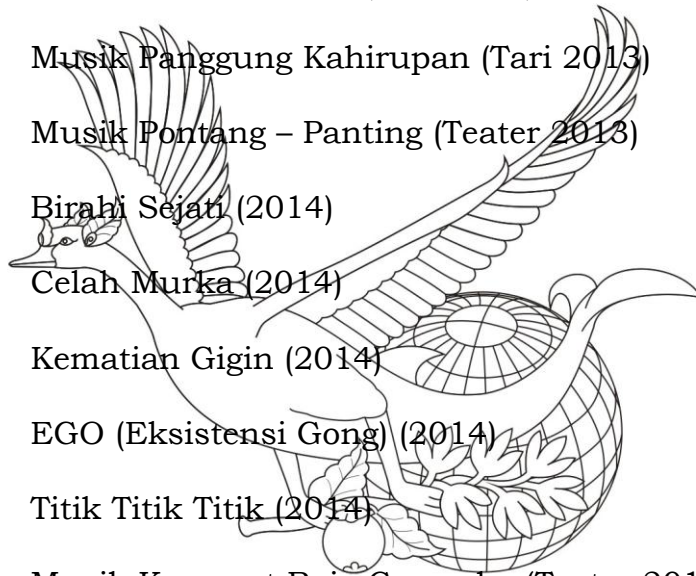 Musik Panggung Kahirupan (Tari 2013)
Musik Pontang – Panting (Teater 2013)
Birahi Sejati (2014)
Celah Murka (2014)
Kematian Gigin (2014)
EGO (Eksistensi Gong) (2014)
Titik Titik Titik (2014)